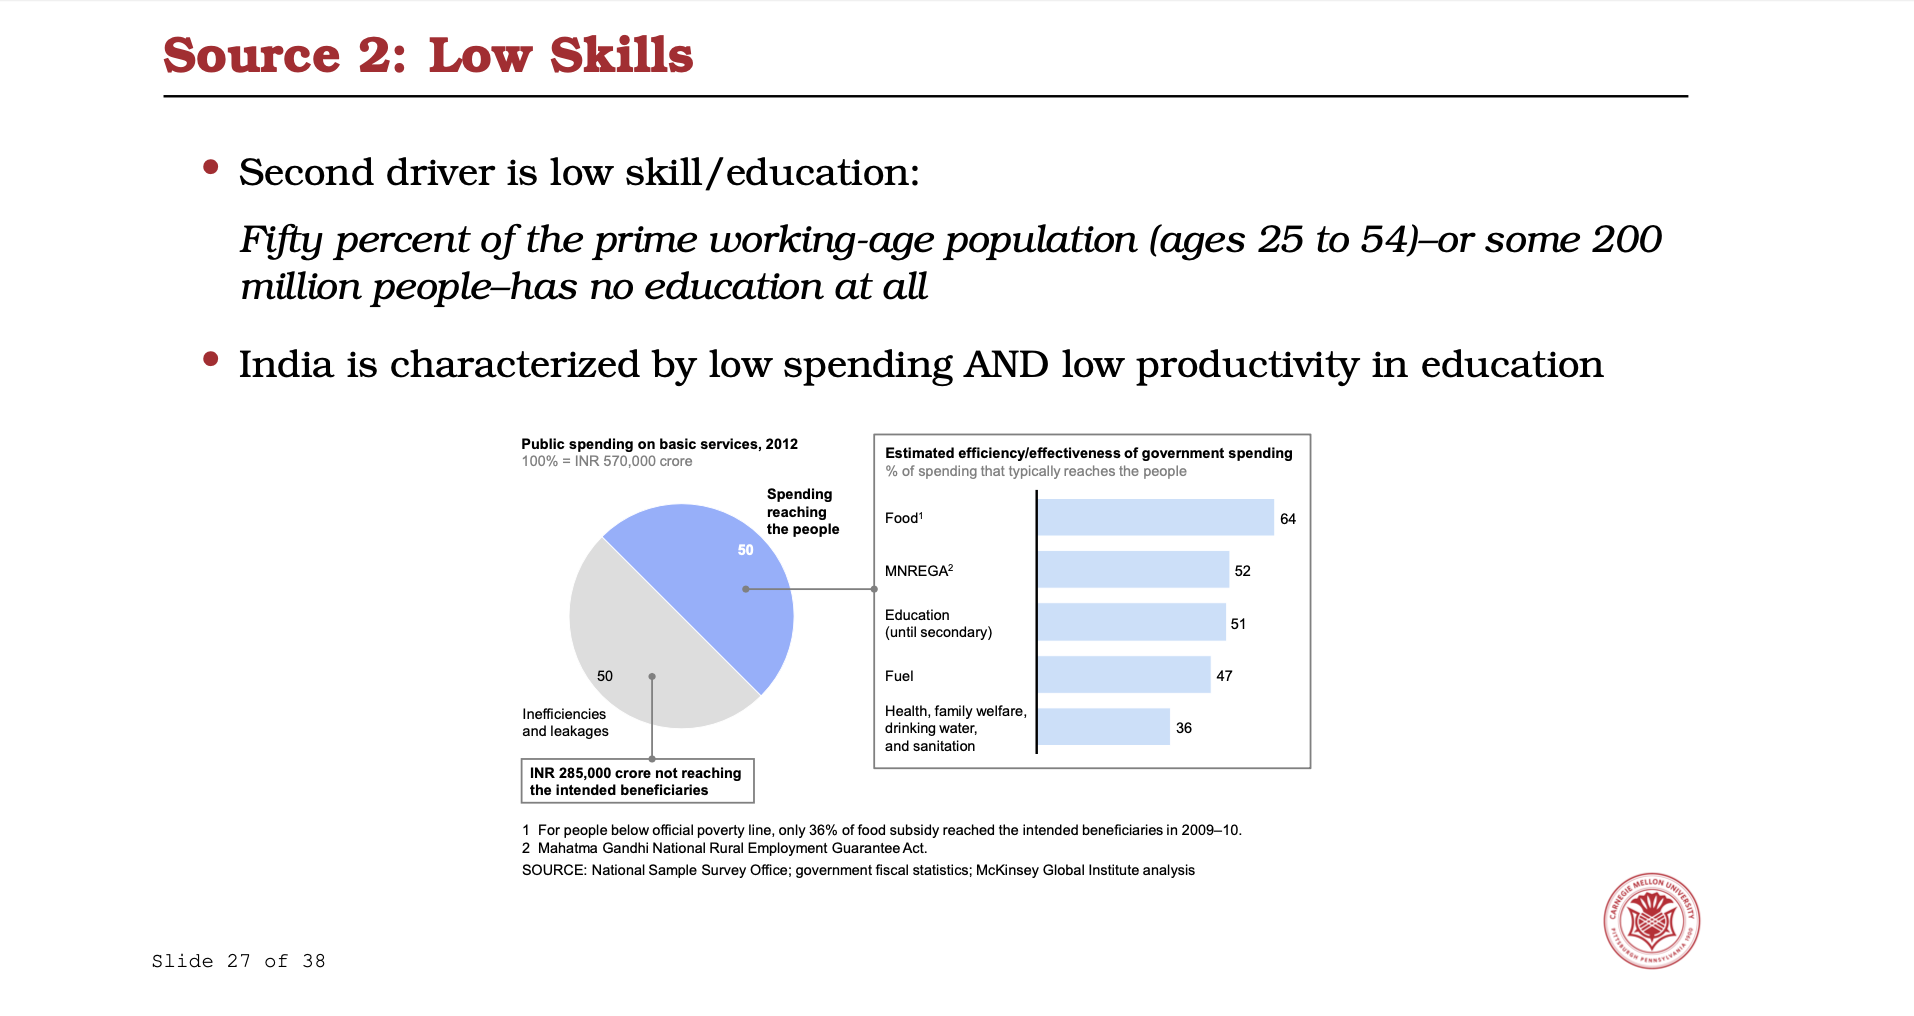 Source 2: Low Skills
• Second driver is low skill/education:
Fifty percent of the prime working-age population (ages 25 to 54)–or some 200
million people–has no education at all
• India is characterized by low spending AND low productivity in education
Public spending on basic services, 2012
100% = INR 570,000 crore
Spending
reaching
the people
50
50
Inefficiencies
and leakages
INR 285,000 crore not reaching
the intended beneficiaries
Estimated efficiency/effectiveness of government spending
% of spending that typically reaches the people
Food¹ 64
MNREGA² 52
Education
(until secondary) 51
Fuel 47
Health, family welfare,
drinking water, 36
and sanitation
1 For people below official poverty line, only 36% of food subsidy reached the intended beneficiaries in 2009–10.
2 Mahatma Gandhi National Rural Employment Guarantee Act.
SOURCE: National Sample Survey Office; government fiscal statistics; McKinsey Global Institute analysis
CARNEGIE MELLON UNIVERSITY
PITTSBURGH PENNSYLVANIA 1900
Slide 27 of 38